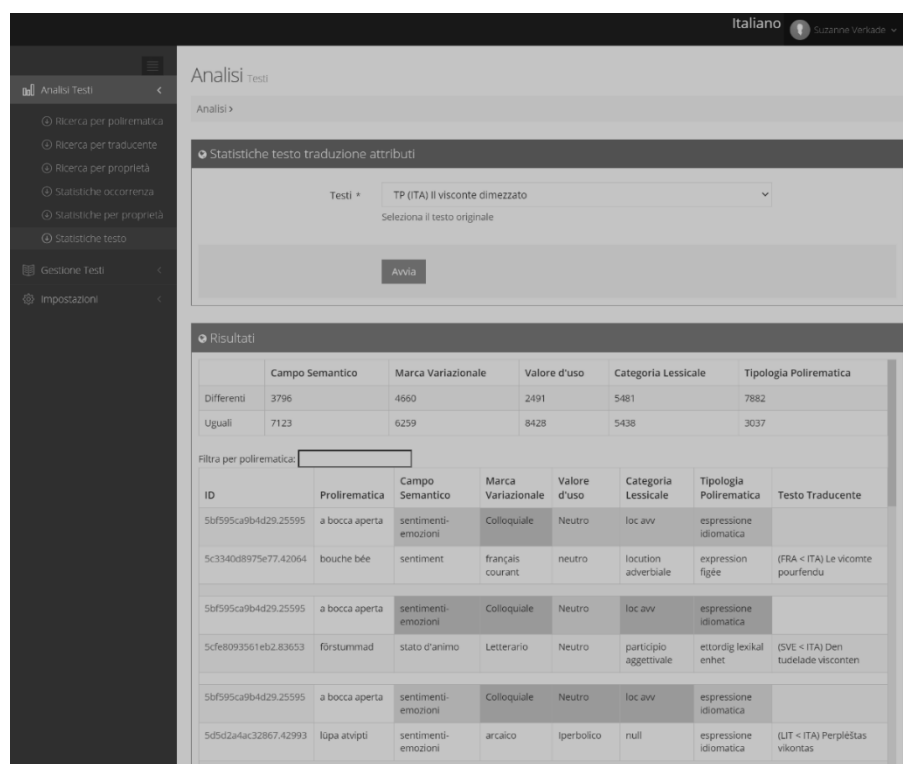 Italiano Suzanne Verkade
Analisi Testi
Ricerca per polirematica
Ricerca per traducente
Ricerca per proprietà
Statistiche occorrenza
Statistiche per proprietà
Statistiche testo
Gestione Testi
Impostazioni
Analisi Testi
Analisi >
Statistiche testo traduzione attributi
Testi * TP (ITA) Il visconte dimezzato
Seleziona il testo originale
Avvia
Risultati
Campo Semantico Marca Variazionale Valore d'uso Categoria Lessicale Tipologia Polirematica
Differenti 3796 4660 2491 5481 7882
Uguali 7123 6259 8428 5438 3037
Filtra per polirematica:
ID Prolirematica Campo Semantico Marca Variazionale Valore d'uso Categoria Lessicale Tipologia Polirematica Testo Traducente
5bf595ca9b4d29.25595 a bocca aperta sentimenti-emozioni Colloquiale Neutro loc avv espressione idiomatica
5c3340d8975e77.42064 bouche bée sentiment français courant neutro locution adverbiale expression figée (FRA < ITA) Le vicomte pourfendu
5bf595ca9b4d29.25595 a bocca aperta sentimenti-emozioni Colloquiale Neutro loc avv espressione idiomatica
5cfe8093561eb2.83653 förstummad stato d'animo Letterario Neutro participio aggettivale ettordig lexikal enhet (SVE < ITA) Den tudelade visconten
5bf595ca9b4d29.25595 a bocca aperta sentimenti-emozioni Colloquiale Neutro loc avv espressione idiomatica
5d5d2a4ac32867.42993 lūpa atvipti sentimenti-emozioni arcaico Iperbolico null espressione idiomatica (LIT < ITA) Perplėštas vikontas